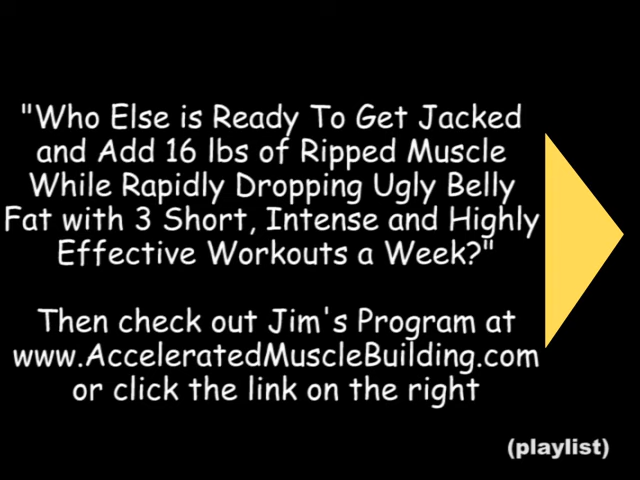 "Who Else is Ready To Get Jacked
and Add 16 lbs of Ripped Muscle
While Rapidly Dropping Ugly Belly
Fat with 3 Short, Intense and Highly
Effective Workouts a Week?"
Then check out Jim's Program at
www.AcceleratedMuscleBuilding.com
or click the link on the right
(playlist)